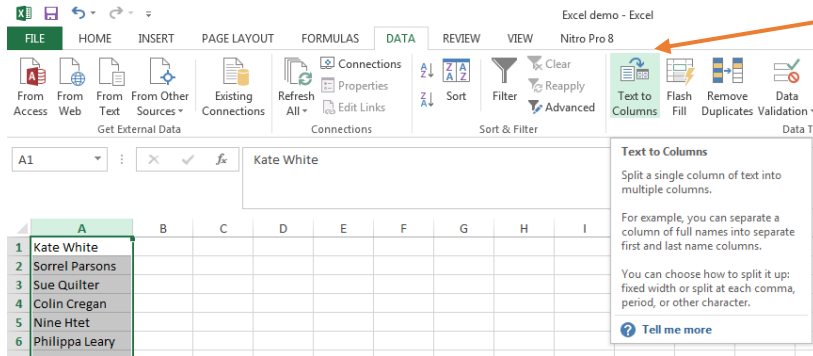 Excel demo - Excel
FILE HOME INSERT PAGE LAYOUT FORMULAS DATA REVIEW VIEW Nitro Pro 8
From Access
From Web
From Text
From Other Sources
Existing Connections
Refresh All
Connections
Properties
Edit Links
Sort
Filter
Clear
Reapply
Advanced
Text to Columns
Flash Fill
Remove Duplicates
Data Validation
Get External Data
Connections
Sort & Filter
Data T
A1
fx
Kate White
Text to Columns
Split a single column of text into
multiple columns.
For example, you can separate a
column of full names into separate
first and last name columns.
You can choose how to split it up:
fixed width or split at each comma,
period, or other character.
? Tell me more
A B C D E F G H I
1 Kate White
2 Sorrel Parsons
3 Sue Quilter
4 Colin Cregan
5 Nine Htet
6 Philippa Leary